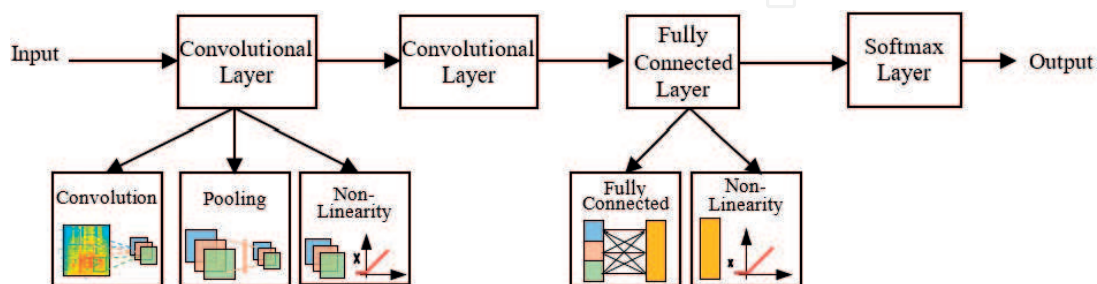 Input
Convolutional
Layer
Convolutional
Layer
Fully
Connected
Layer
Softmax
Layer
Output
Convolution
Pooling
Non-
Linearity
x
Fully
Connected
Non-
Linearity
x